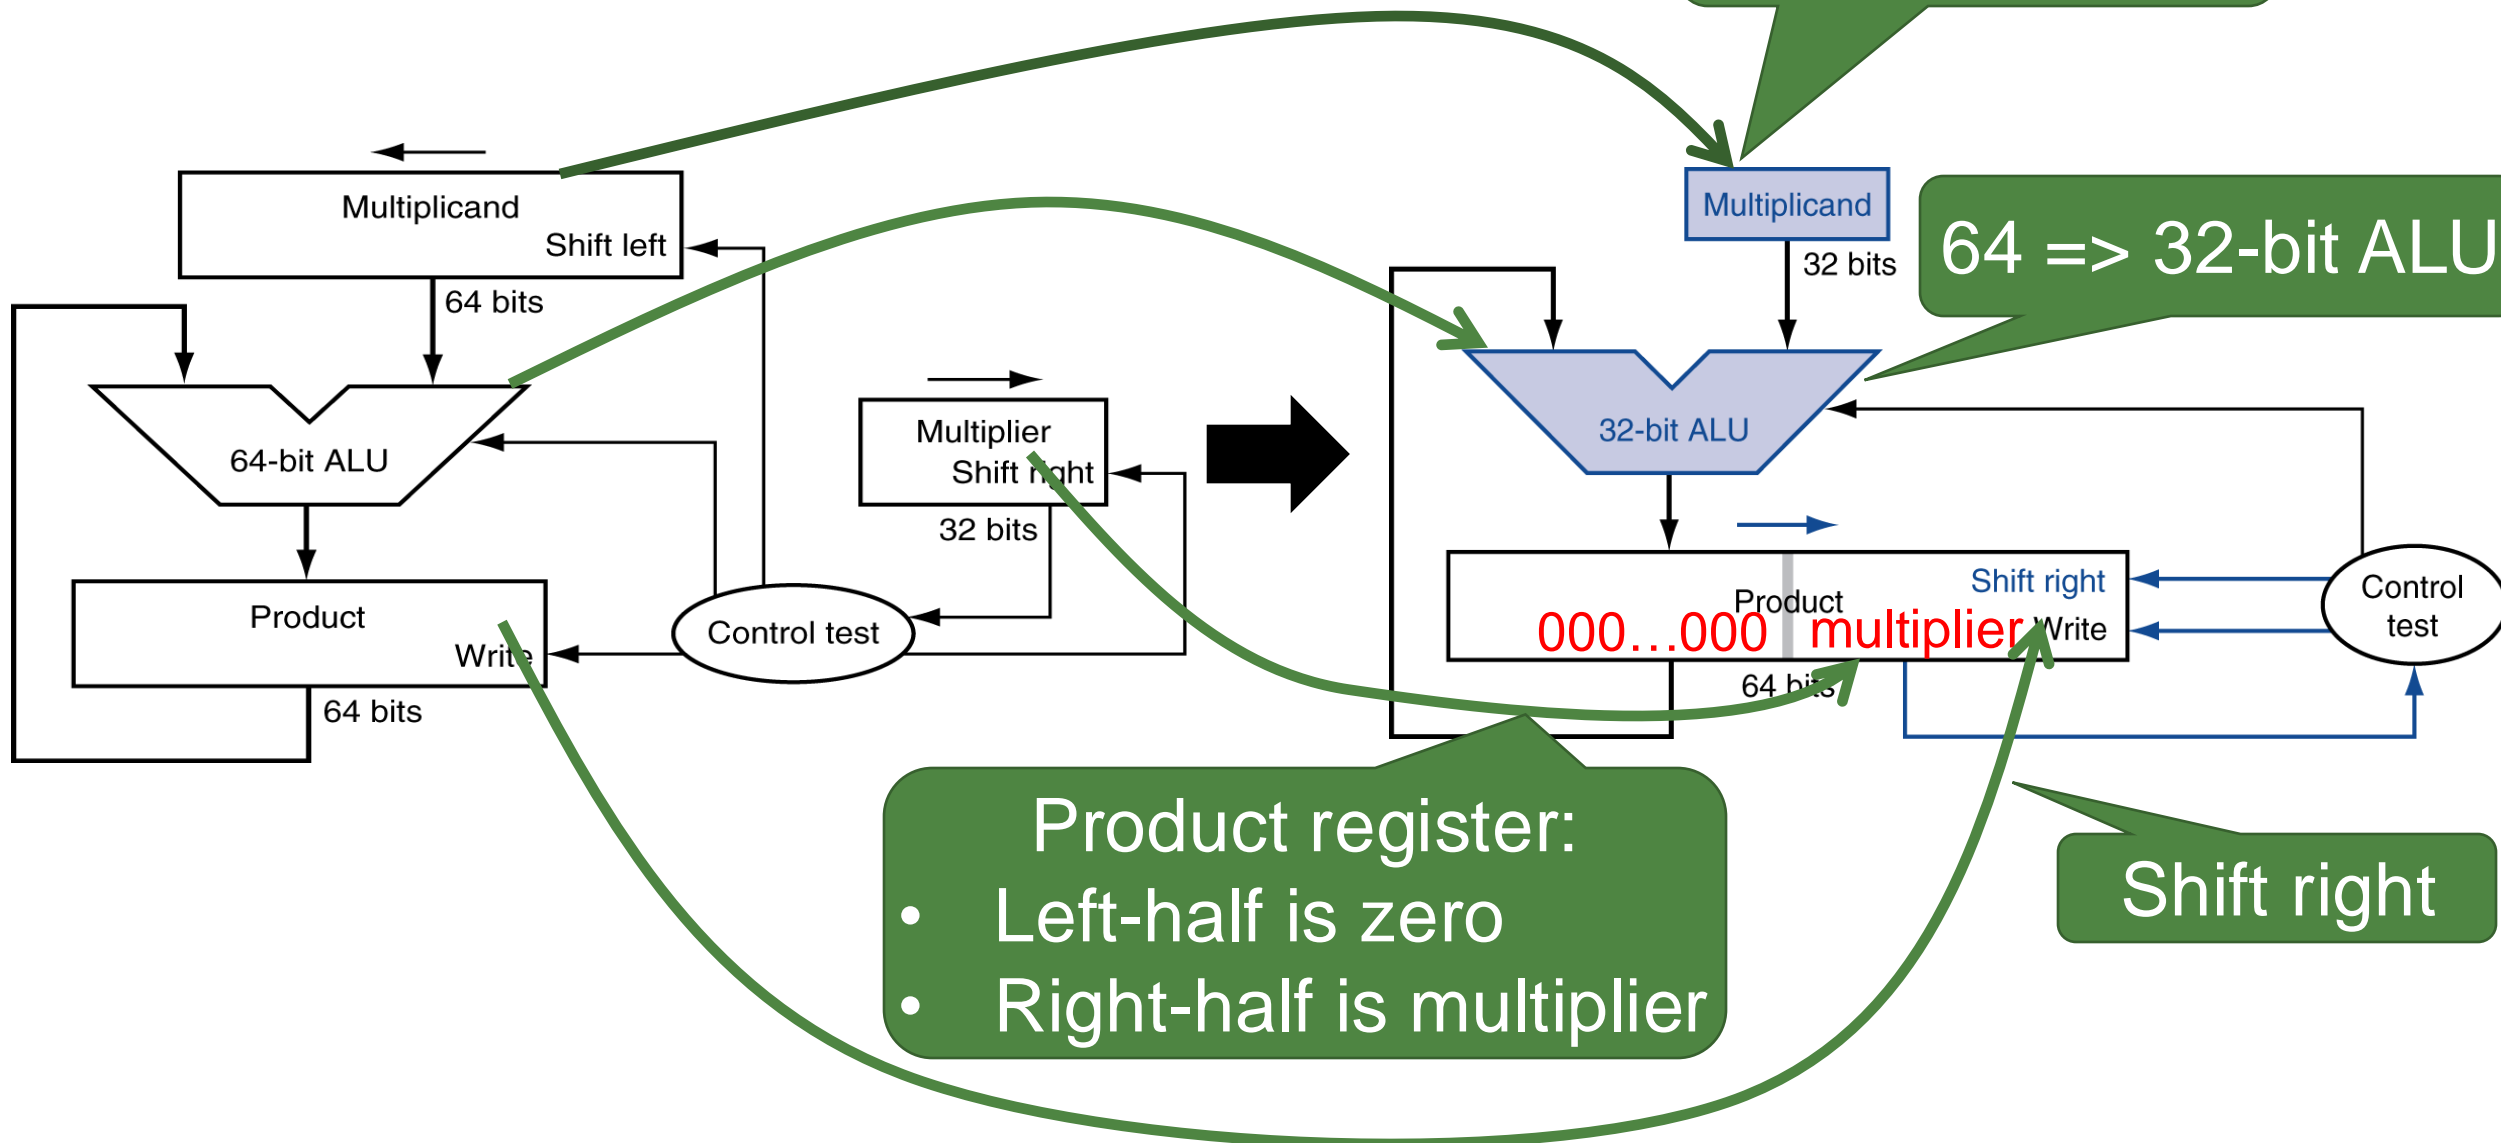 Multiplicand
Shift left
64 bits
64-bit ALU
Product
Write
64 bits
Multiplier
Shift right
32 bits
Control test
Multiplicand
32 bits
64 => 32-bit ALU
32-bit ALU
Shift right
Product
000...000 multiplier
Write
64 bits
Control
test
Product register:
• Left-half is zero
• Right-half is multiplier
Shift right